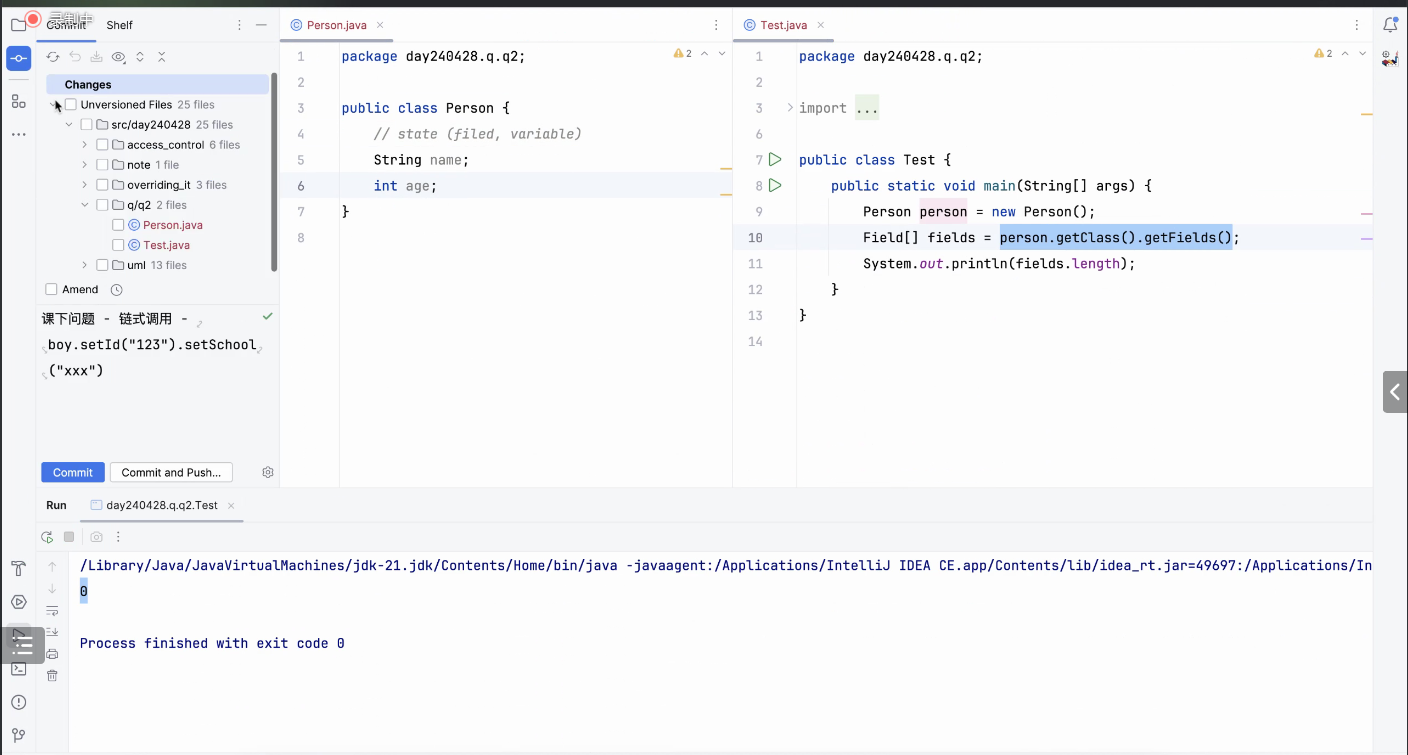 Commit
录制中
Shelf
Changes
Unversioned Files 25 files
src/day240428 25 files
access_control 6 files
note 1 file
overriding_it 3 files
q/q2 2 files
Person.java
Test.java
uml 13 files
Amend
课下问题 - 链式调用 -
boy.setId("123").setSchool
("xxx")
Commit
Commit and Push...
Person.java
2
1 package day240428.q.q2;
2
3 public class Person {
4 // state (filed, variable)
5 String name;
6 int age;
7 }
8
Test.java
2
1 package day240428.q.q2;
2
3 import ...
6
7 public class Test {
8 public static void main(String[] args) {
9 Person person = new Person();
10 Field[] fields = person.getClass().getFields();
11 System.out.println(fields.length);
12 }
13 }
14
Run
day240428.q.q2.Test
/Library/Java/JavaVirtualMachines/jdk-21.jdk/Contents/Home/bin/java -javaagent:/Applications/IntelliJ IDEA CE.app/Contents/lib/idea_rt.jar=49697:/Applications/In
0
Process finished with exit code 0